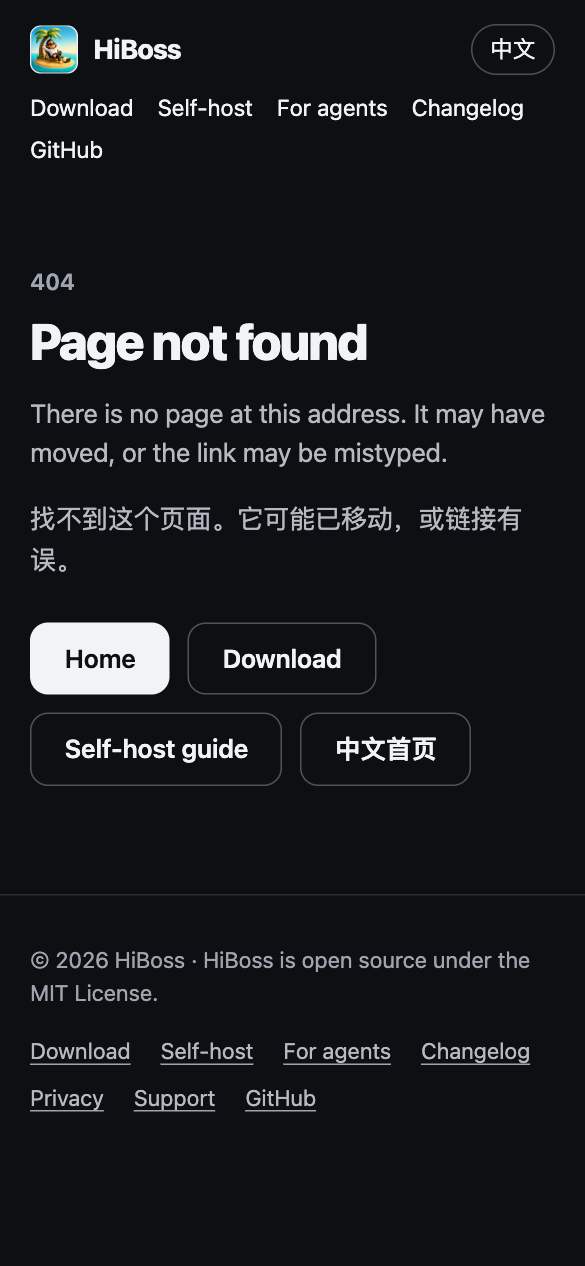 HiBoss
中文
Download Self-host For agents Changelog
GitHub
404
Page not found
There is no page at this address. It may have
moved, or the link may be mistyped.
找不到这个页面。它可能已移动，或链接有
误。
Home Download
Self-host guide 中文首页
© 2026 HiBoss · HiBoss is open source under the
MIT License.
Download Self-host For agents Changelog
Privacy Support GitHub